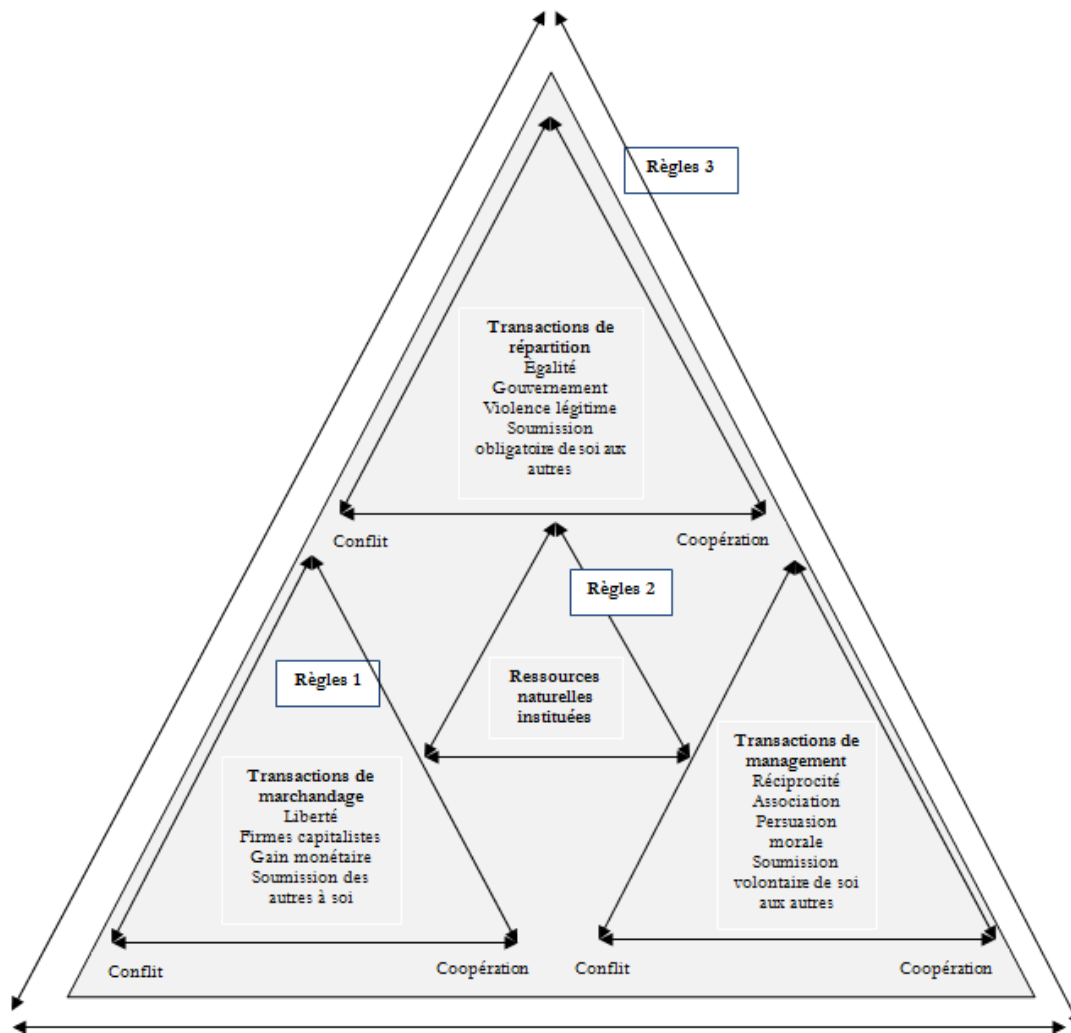 Règles 3
Transactions de
répartition
Egalité
Gouvernement
Violence légitime
Soumission
obligatoire de soi aux
autres
Conflit
Coopération
Règles 2
Règles 1
Ressources
naturelles
instituées
Transactions de
marchandage
Liberté
Firmes capitalistes
Gain monétaire
Soumission des
autres à soi
Transactions de
management
Réciprocité
Association
Persuasion
morale
Soumission
volontaire de soi
aux autres
Conflit
Coopération
Conflit
Coopération